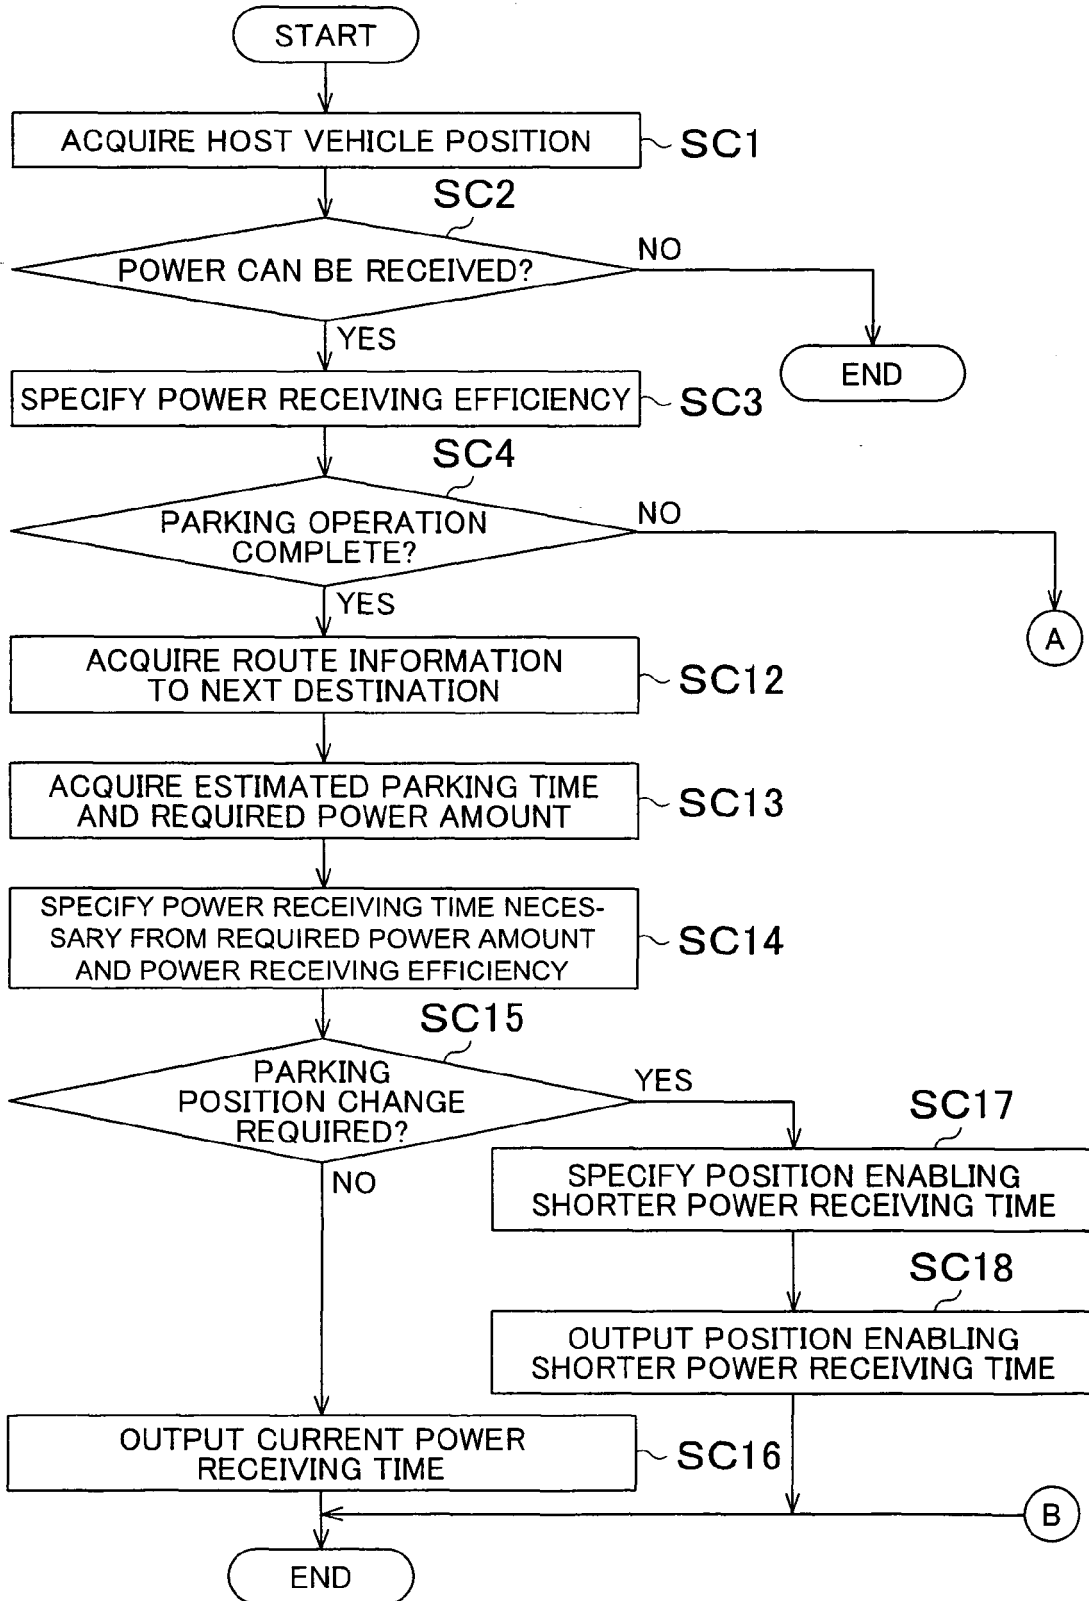 START
ACQUIRE HOST VEHICLE POSITION
SC1
SC2
POWER CAN BE RECEIVED?
NO
YES
END
SPECIFY POWER RECEIVING EFFICIENCY
SC3
SC4
PARKING OPERATION
COMPLETE?
NO
YES
A
ACQUIRE ROUTE INFORMATION
TO NEXT DESTINATION
SC12
ACQUIRE ESTIMATED PARKING TIME
AND REQUIRED POWER AMOUNT
SC13
SPECIFY POWER RECEIVING TIME NECES-
SARY FROM REQUIRED POWER AMOUNT
AND POWER RECEIVING EFFICIENCY
SC14
SC15
PARKING
POSITION CHANGE
REQUIRED?
YES
NO
SC17
SPECIFY POSITION ENABLING
SHORTER POWER RECEIVING TIME
SC18
OUTPUT POSITION ENABLING
SHORTER POWER RECEIVING TIME
OUTPUT CURRENT POWER
RECEIVING TIME
SC16
B
END